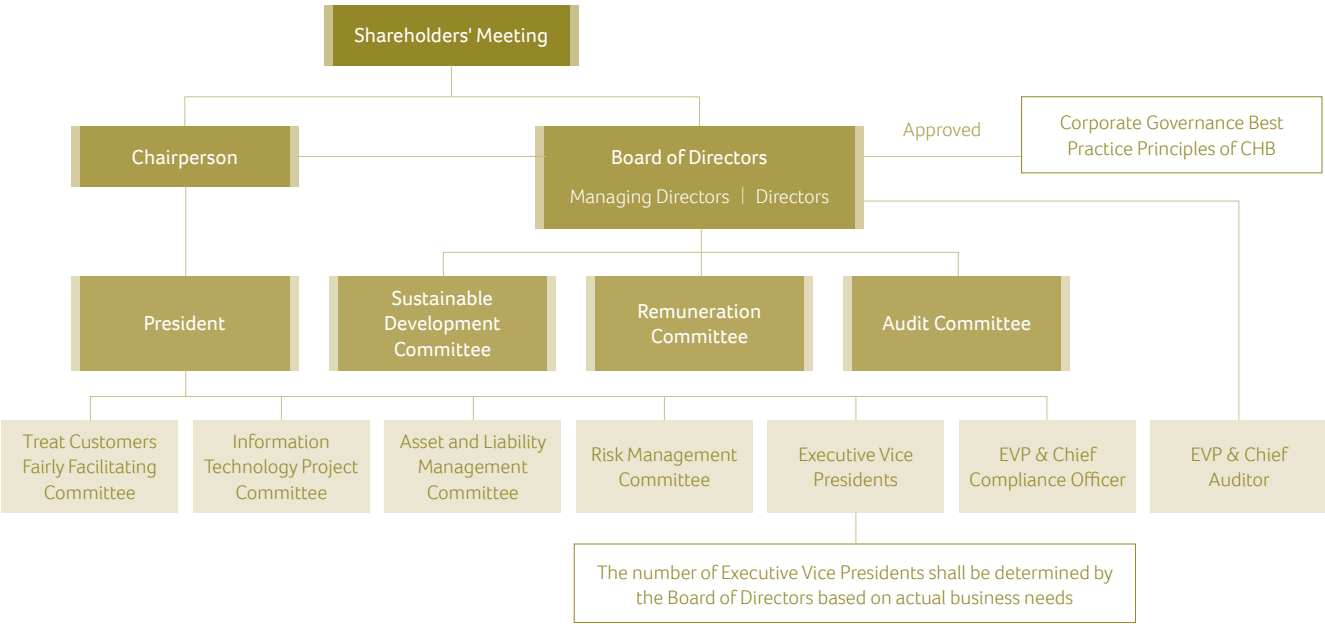 Shareholders' Meeting
Chairperson
Board of Directors
Managing Directors | Directors
Approved
Corporate Governance Best
Practice Principles of CHB
President
Sustainable
Development
Committee
Remuneration
Committee
Audit Committee
Treat Customers
Fairly Facilitating
Committee
Information
Technology Project
Committee
Asset and Liability
Management
Committee
Risk Management
Committee
Executive Vice
Presidents
EVP & Chief
Compliance Officer
EVP & Chief
Auditor
The number of Executive Vice Presidents shall be determined by
the Board of Directors based on actual business needs